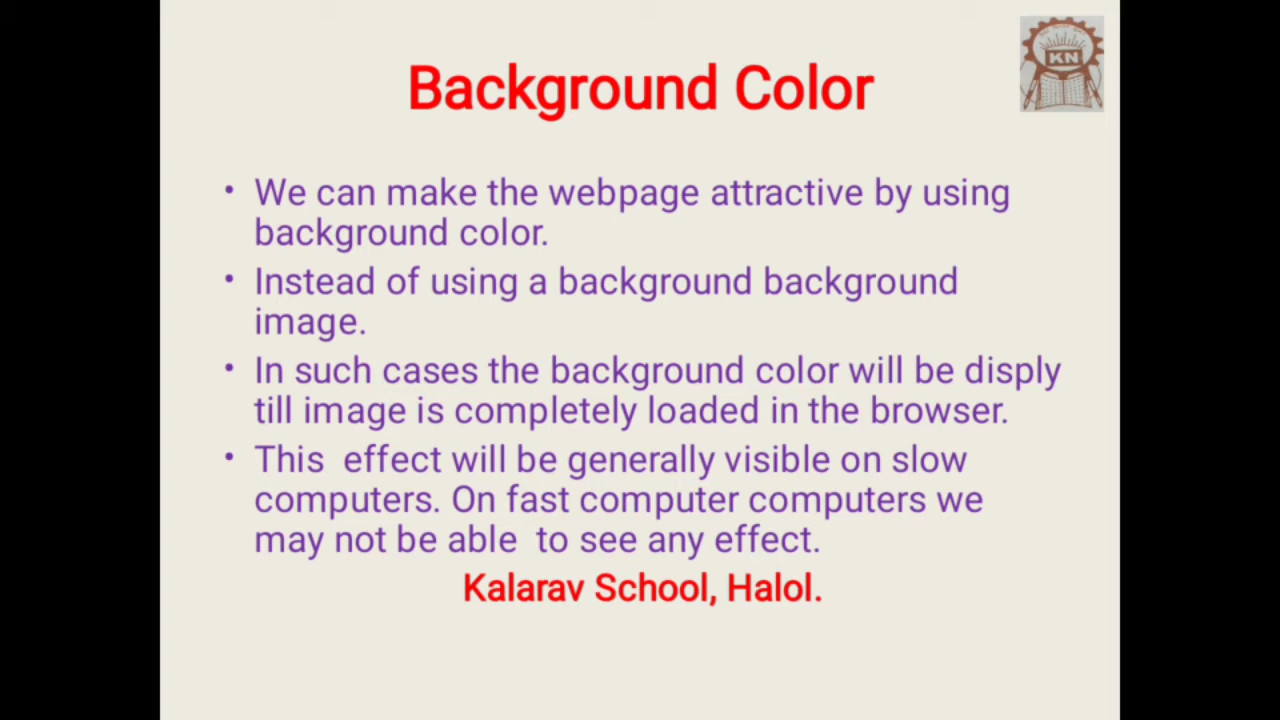 Background Color
KN
• We can make the webpage attractive by using
background color.
• Instead of using a background background
image.
• In such cases the background color will be disply
till image is completely loaded in the browser.
• This  effect will be generally visible on slow
computers. On fast computer computers we
may not be able  to see any effect.
Kalarav School, Halol.